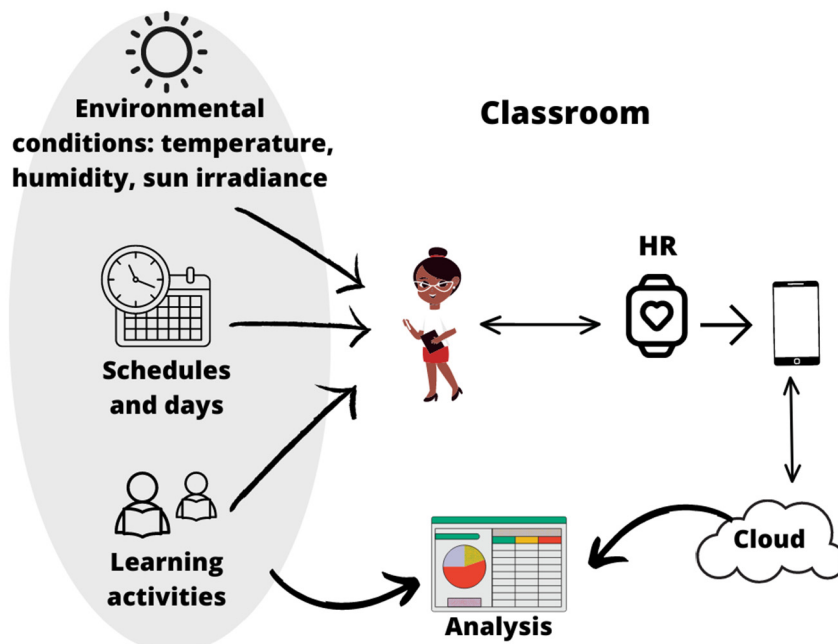 Environmental
conditions: temperature,
humidity, sun irradiance
Classroom
HR
Schedules
and days
Learning
activities
Cloud
Analysis